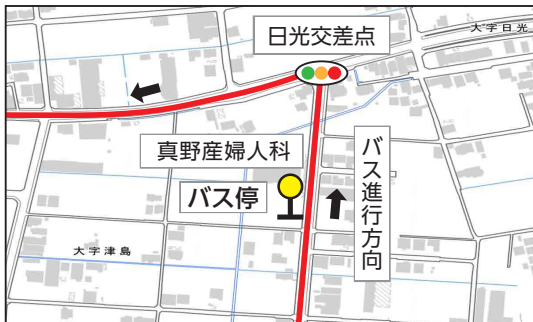 日光交差点
大字日光
真野産婦人科
バス停
バス進行方向
大字津島